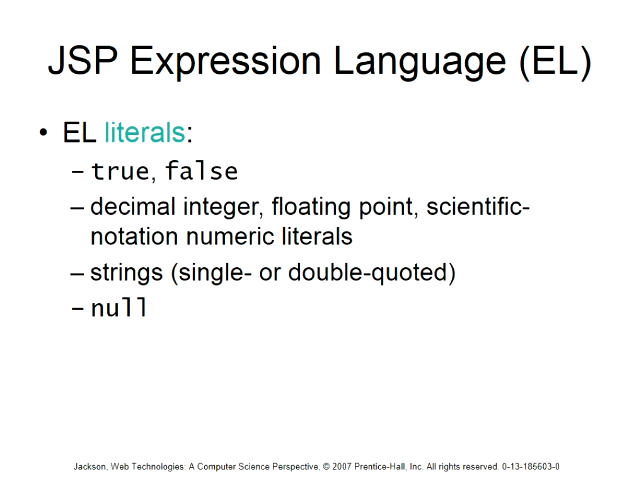 JSP Expression Language (EL)
• EL literals:
– true, false
– decimal integer, floating point, scientific-
notation numeric literals
– strings (single- or double-quoted)
– null
Jackson, Web Technologies: A Computer Science Perspective, © 2007 Prentice-Hall, Inc. All rights reserved. 0-13-185603-0